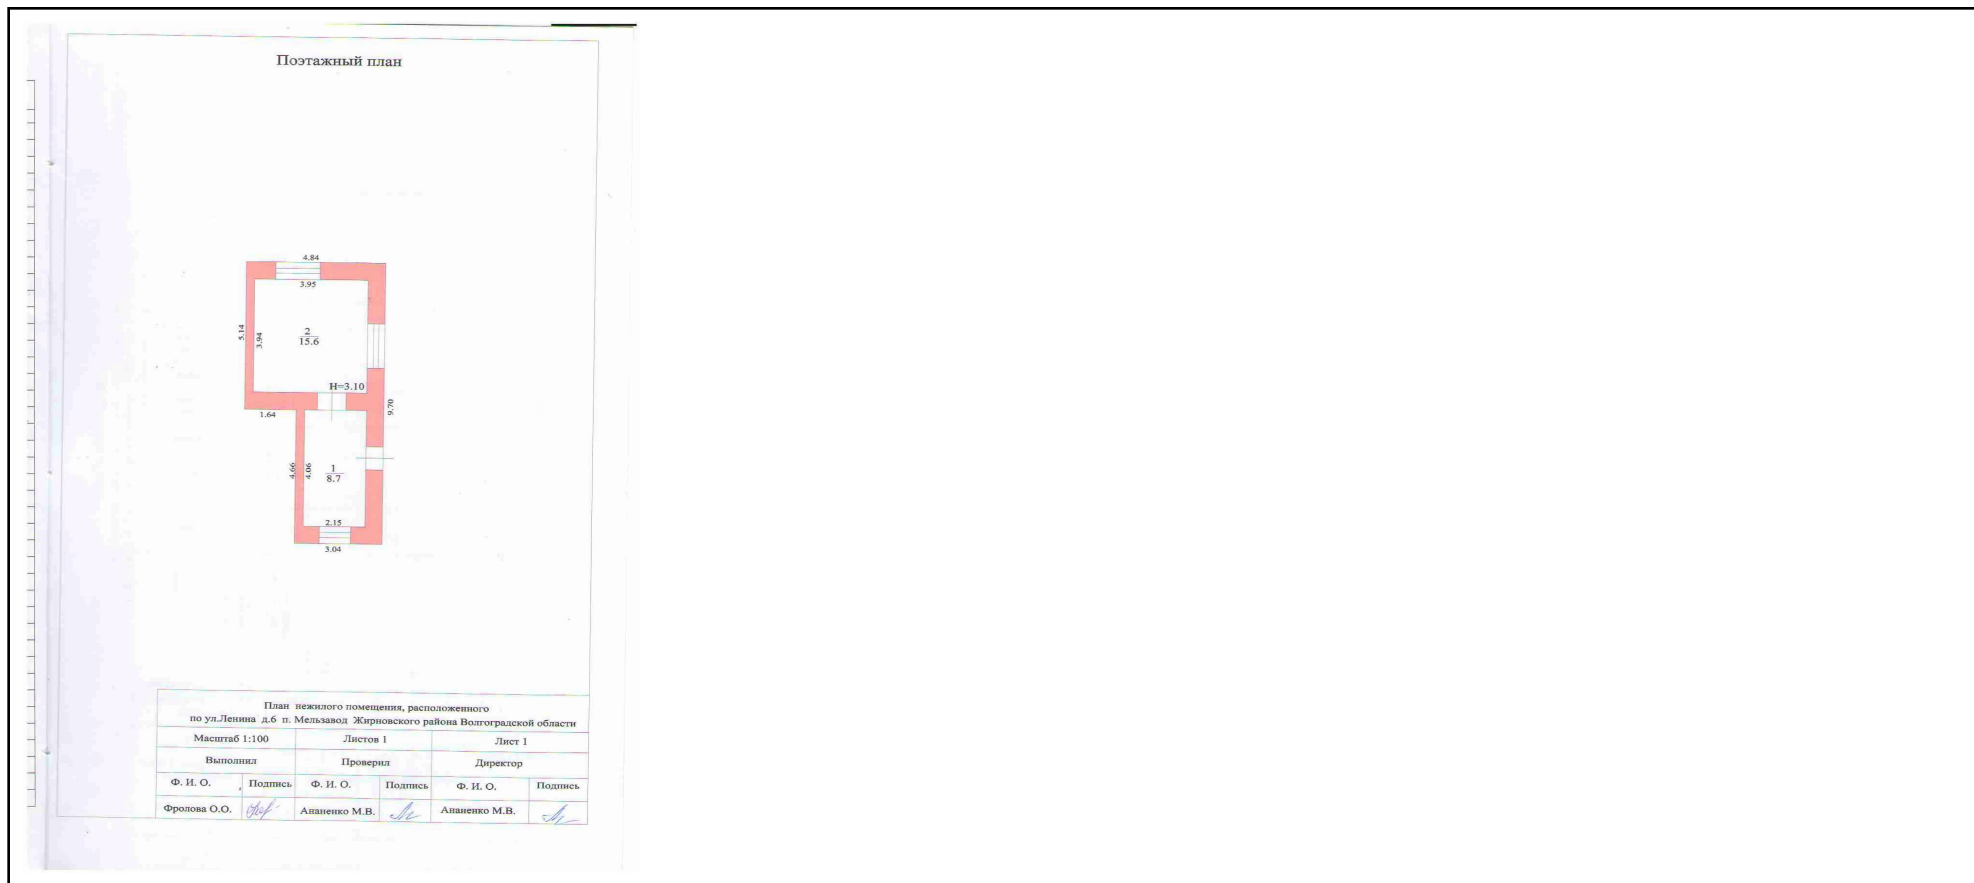 Поэтажный план
4.84
3.95
5.14
3.94
2
15.6
H=3.10
1.64
9.70
4.66
4.06
1
8.7
2.15
3.04
План нежилого помещения, расположенного
по ул.Ленина д.6 п. Мельзавод Жирновского района Волгоградской области
Масштаб 1:100 Листов 1 Лист 1
Выполнил Проверил Директор
Ф. И. О. Подпись Ф. И. О. Подпись Ф. И. О. Подпись
Фролова О.О. Ананенко М.В. Ананенко М.В.